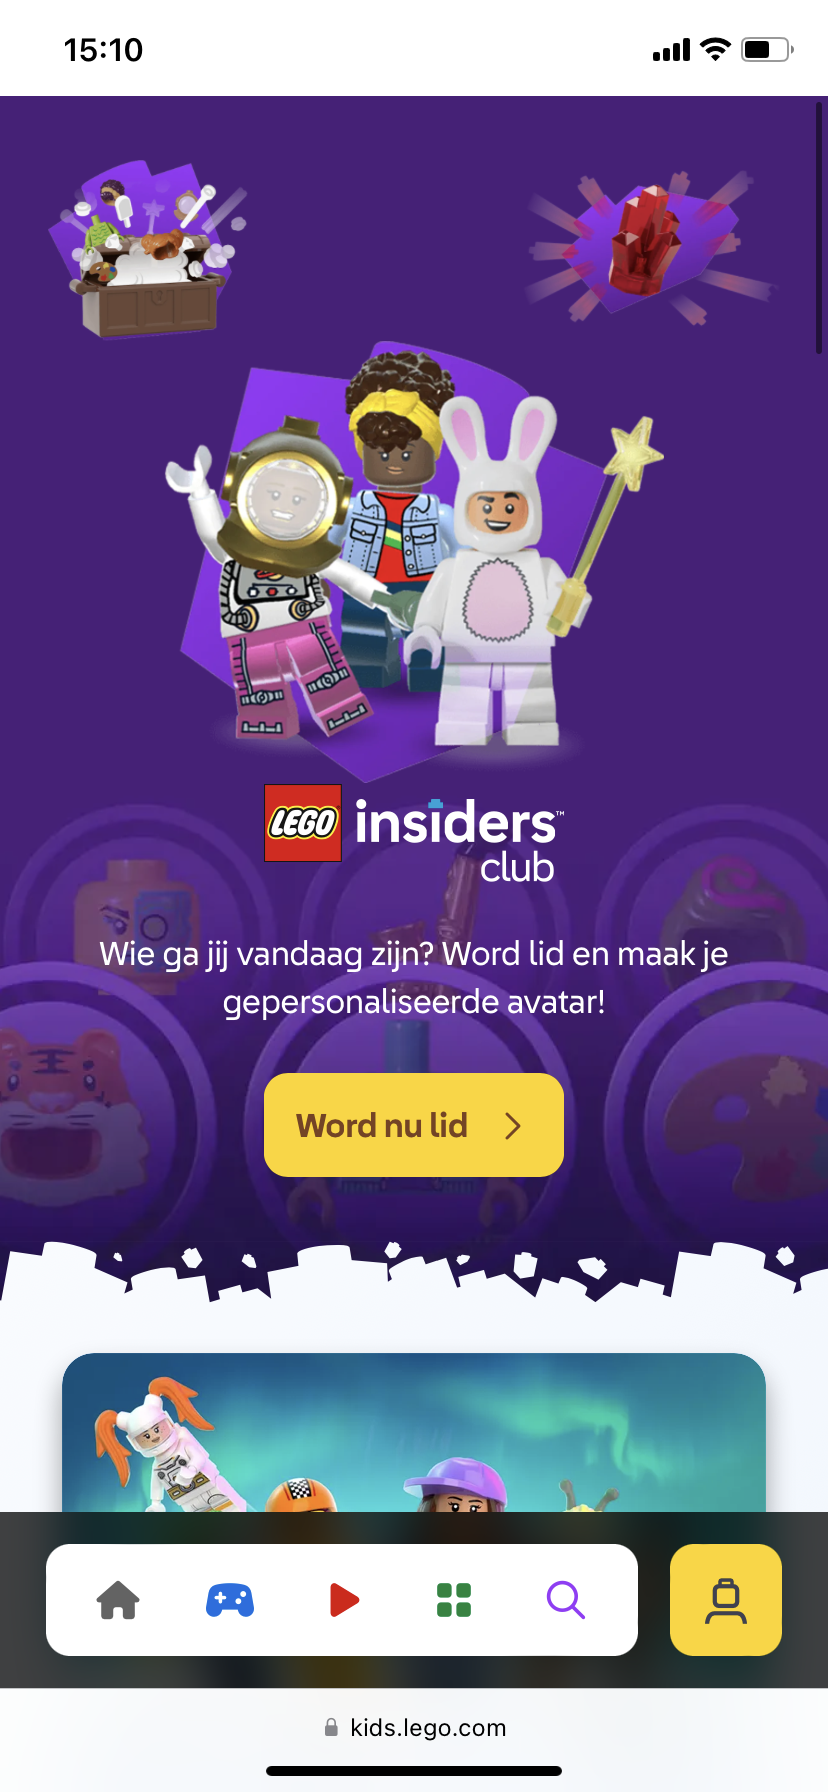 15:10
LEGO insiders™
club
Wie ga jij vandaag zijn? Word lid en maak je
gepersonaliseerde avatar!
Word nu lid
kids.lego.com